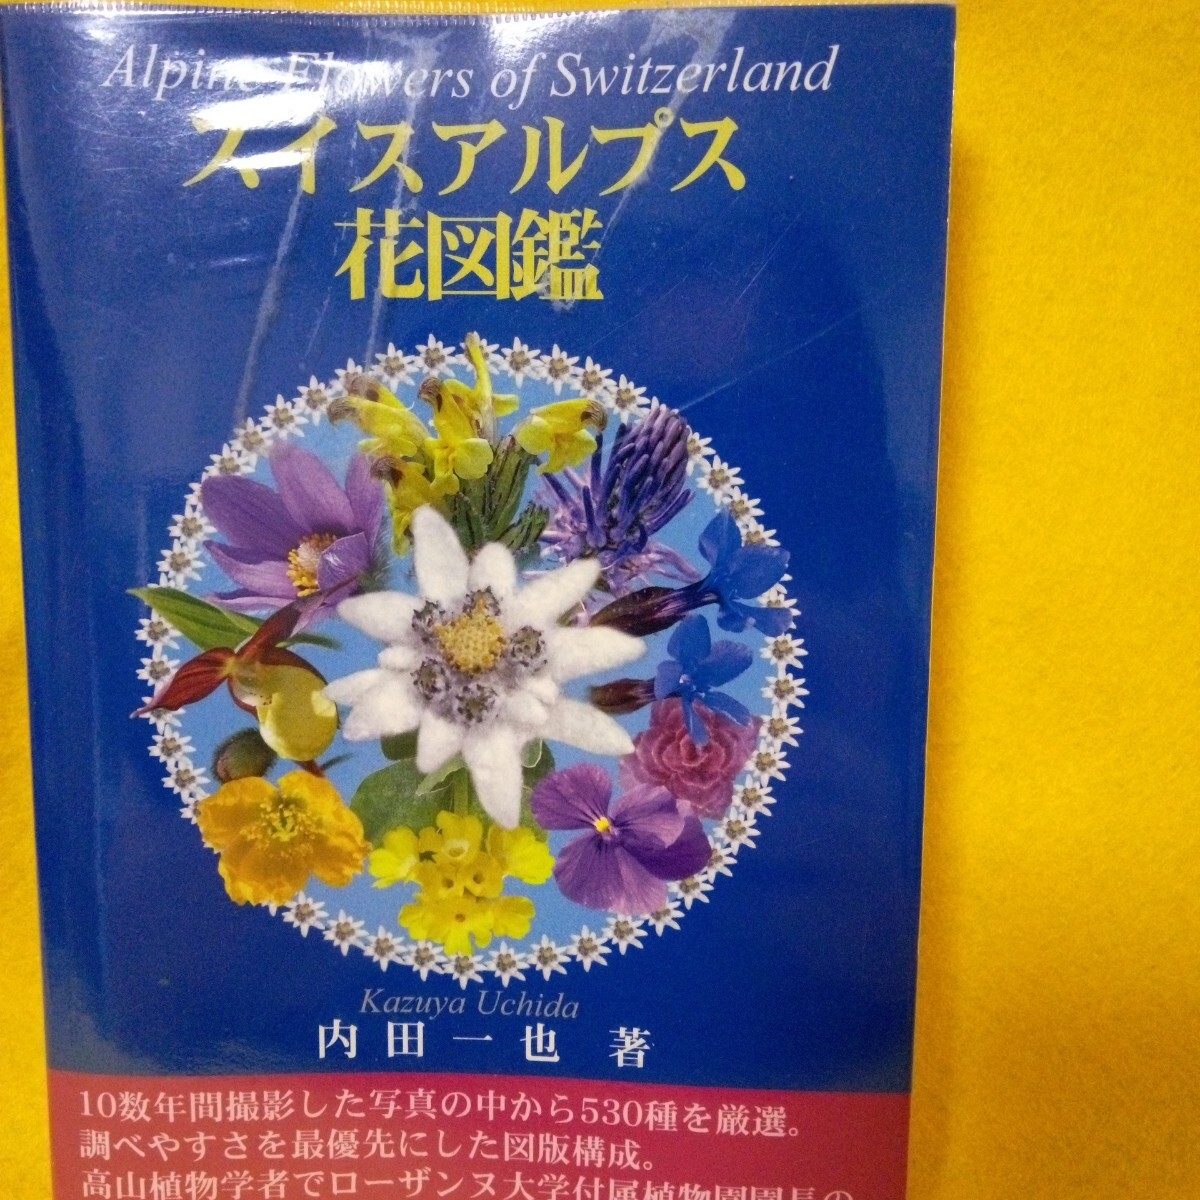 Alpine Flowers of Switzerland
スイスアルプス
花図鑑
Kazuya Uchida
内田一也 著
10数年間撮影した写真の中から530種を厳選。
調べやすさを最優先にした図版構成。
高山植物学者でローザンヌ大学付属植物園園長の